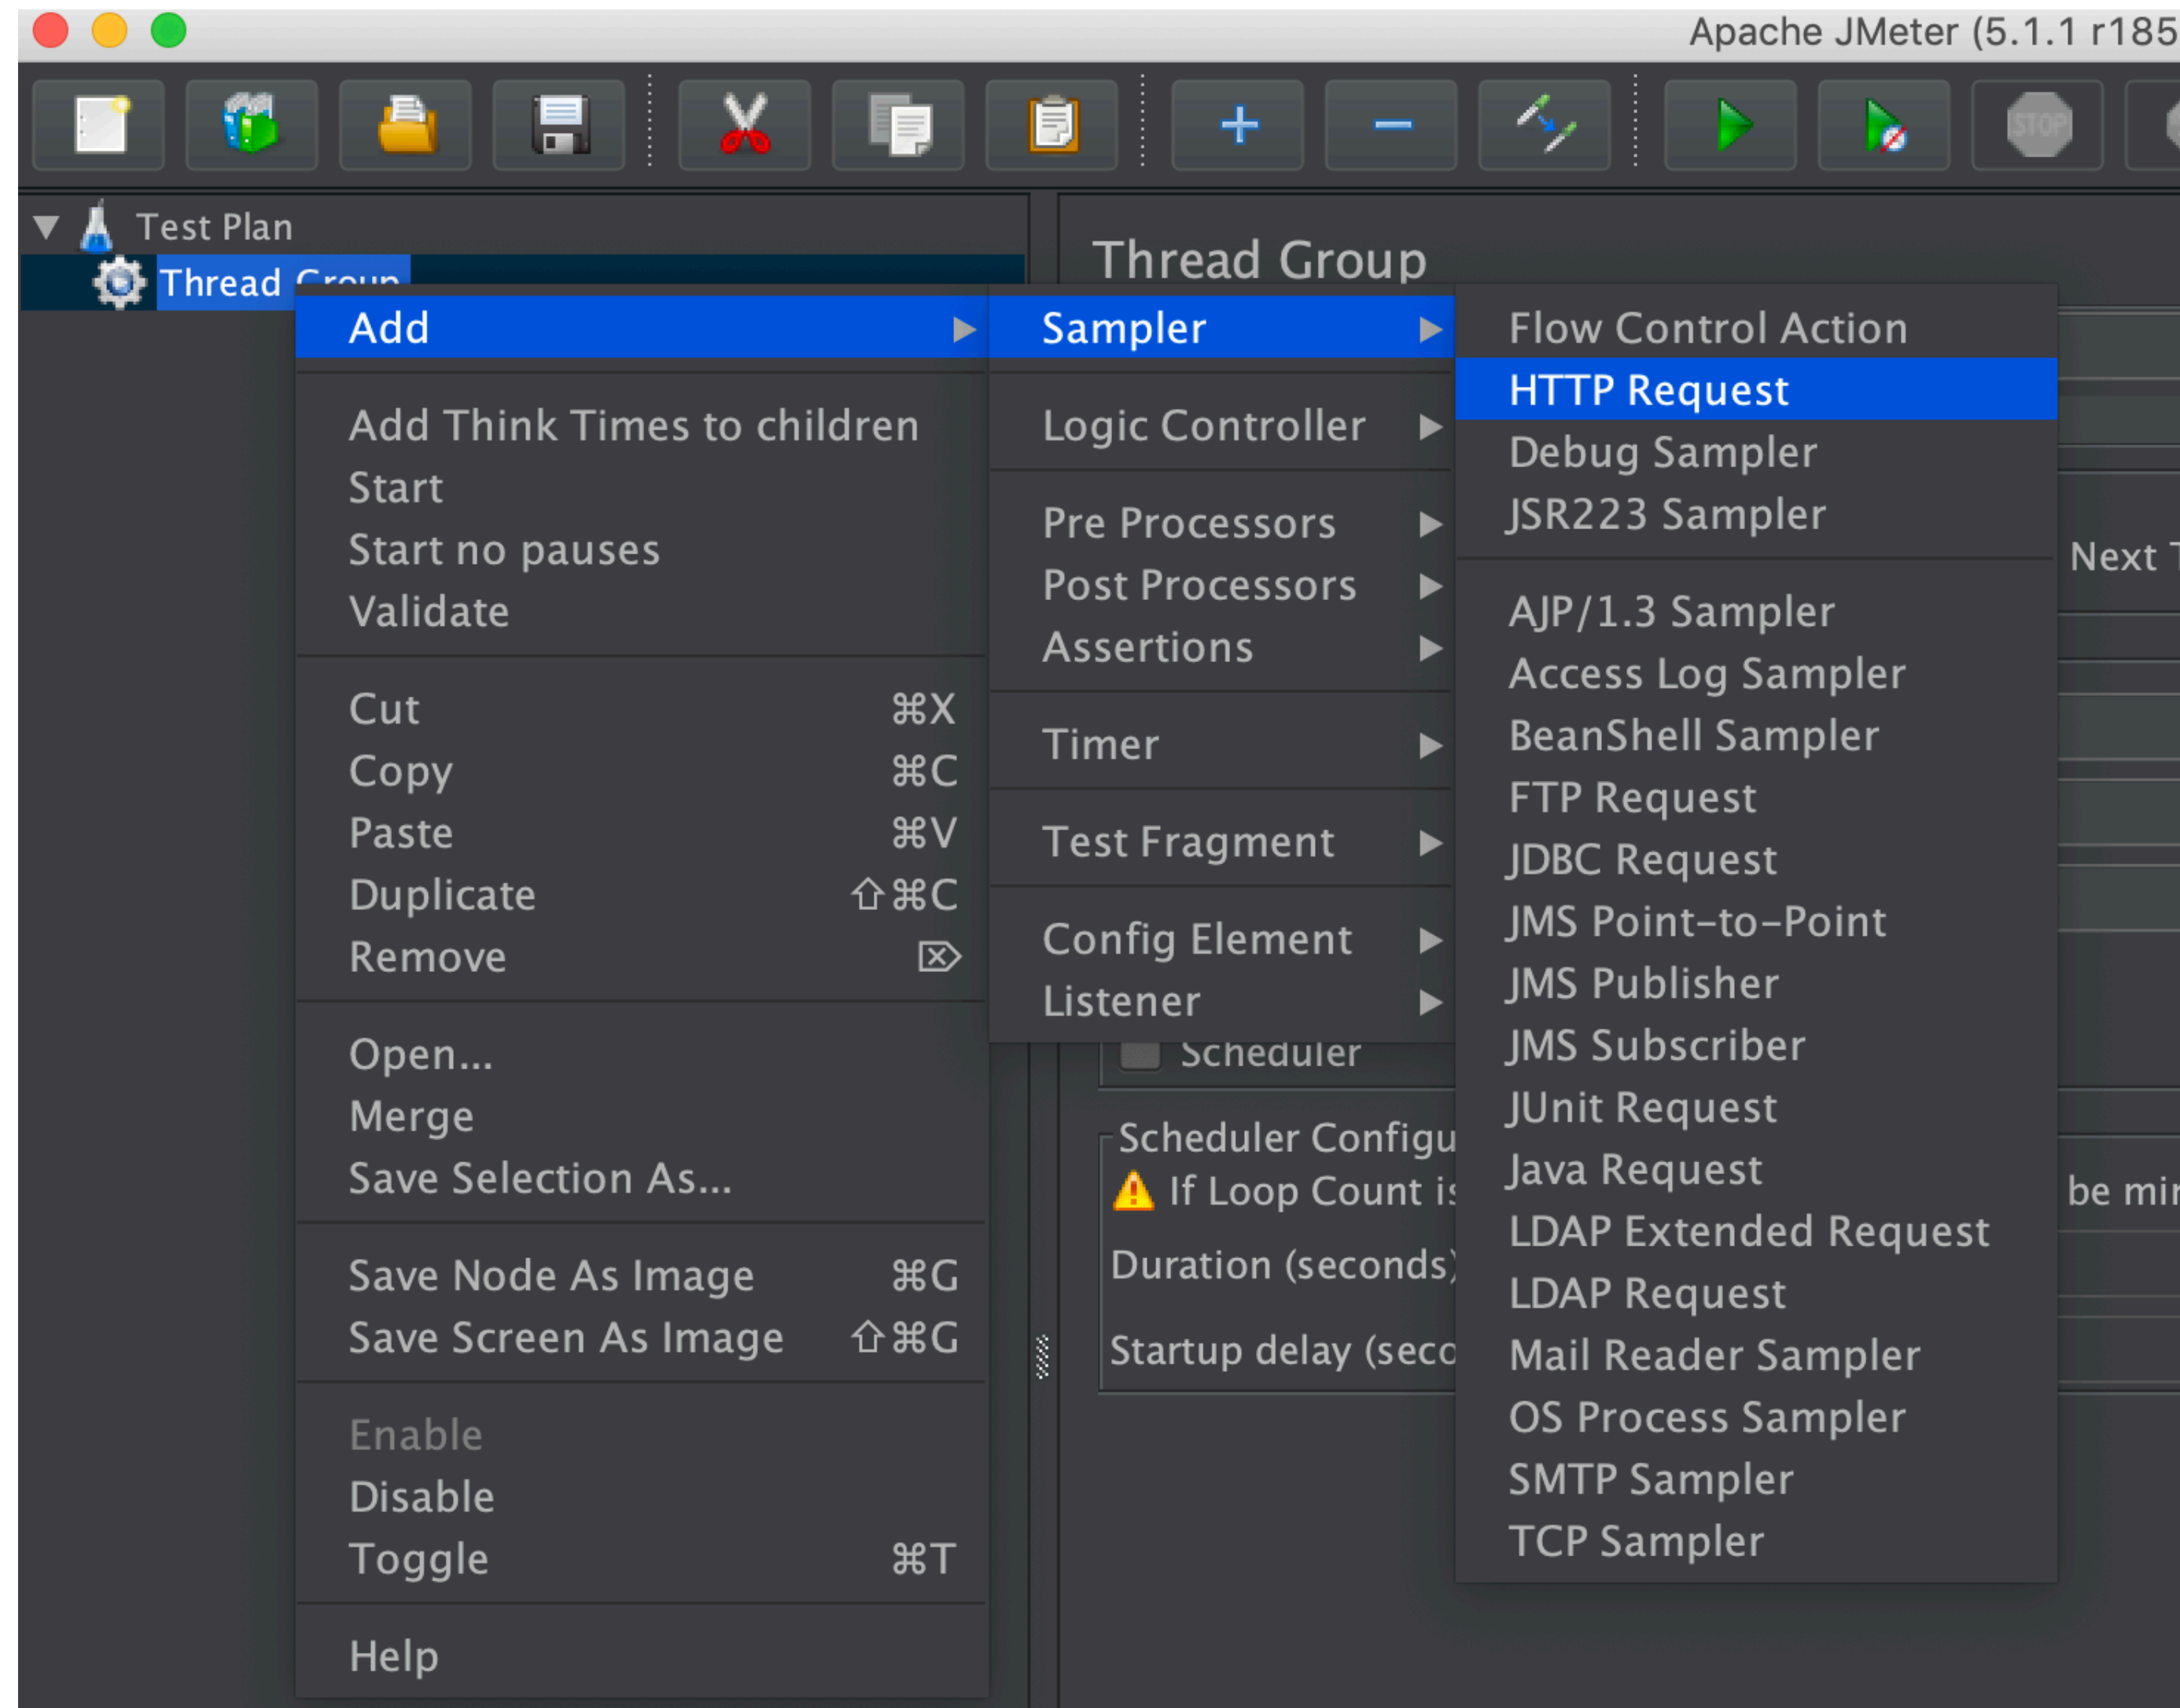 Apache JMeter (5.1.1 r185
STOP
Test Plan
Thread Group
Thread Group
Add
Add Think Times to children
Start
Start no pauses
Validate
Cut ⌘X
Copy ⌘C
Paste ⌘V
Duplicate ⇧⌘C
Remove ⌦
Open...
Merge
Save Selection As...
Save Node As Image ⌘G
Save Screen As Image ⇧⌘G
Enable
Disable
Toggle ⌘T
Help
Sampler
Logic Controller
Pre Processors
Post Processors
Assertions
Timer
Test Fragment
Config Element
Listener
Flow Control Action
HTTP Request
Debug Sampler
JSR223 Sampler
AJP/1.3 Sampler
Access Log Sampler
BeanShell Sampler
FTP Request
JDBC Request
JMS Point-to-Point
JMS Publisher
JMS Subscriber
JUnit Request
Java Request
LDAP Extended Request
LDAP Request
Mail Reader Sampler
OS Process Sampler
SMTP Sampler
TCP Sampler
Next T
Scheduler
Scheduler Configu
If Loop Count is
be min
Duration (seconds)
Startup delay (seco